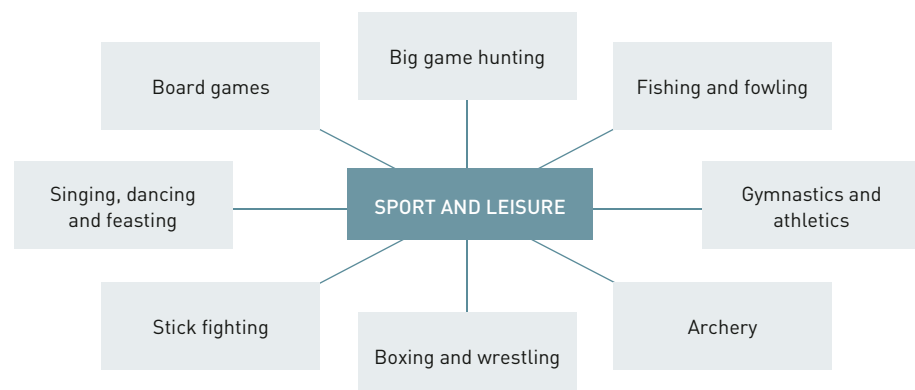 Big game hunting
Board games
Fishing and fowling
Singing, dancing
and feasting
SPORT AND LEISURE
Gymnastics and
athletics
Stick fighting
Boxing and wrestling
Archery